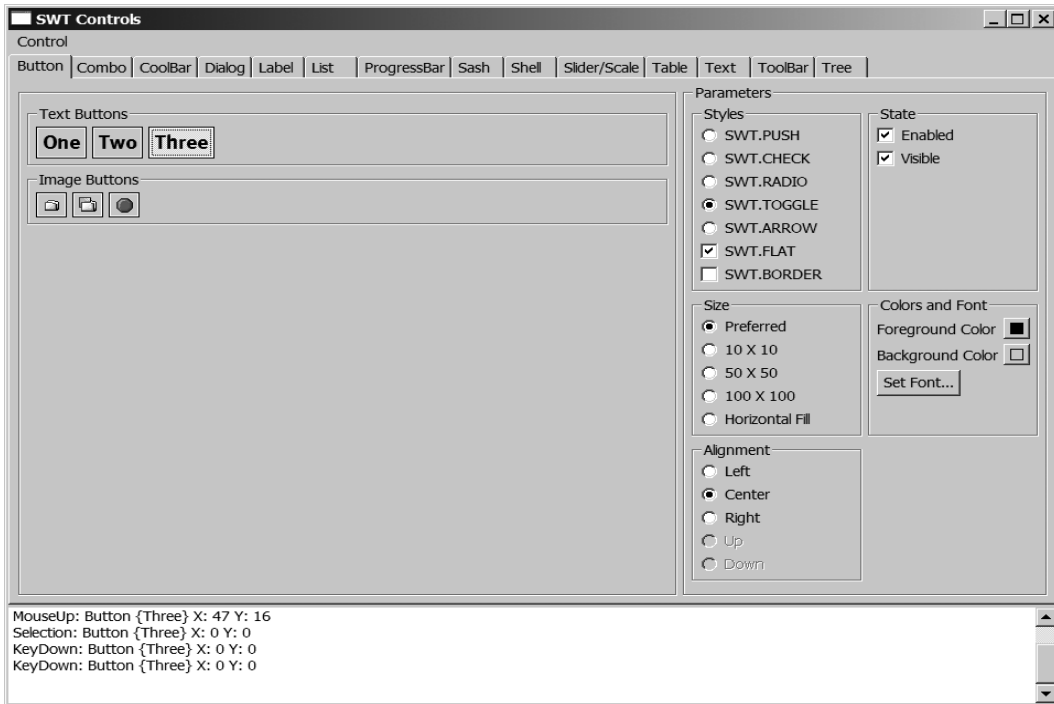 SWT Controls
Control
Button Combo CoolBar Dialog Label List ProgressBar Sash Shell Slider/Scale Table Text ToolBar Tree
Text Buttons
One Two Three
Image Buttons
Parameters
Styles
SWT.PUSH
SWT.CHECK
SWT.RADIO
SWT.TOGGLE
SWT.ARROW
SWT.FLAT
SWT.BORDER
State
Enabled
Visible
Size
Preferred
10 X 10
50 X 50
100 X 100
Horizontal Fill
Colors and Font
Foreground Color
Background Color
Set Font...
Alignment
Left
Center
Right
Up
Down
MouseUp: Button {Three} X: 47 Y: 16
Selection: Button {Three} X: 0 Y: 0
KeyDown: Button {Three} X: 0 Y: 0
KeyDown: Button {Three} X: 0 Y: 0